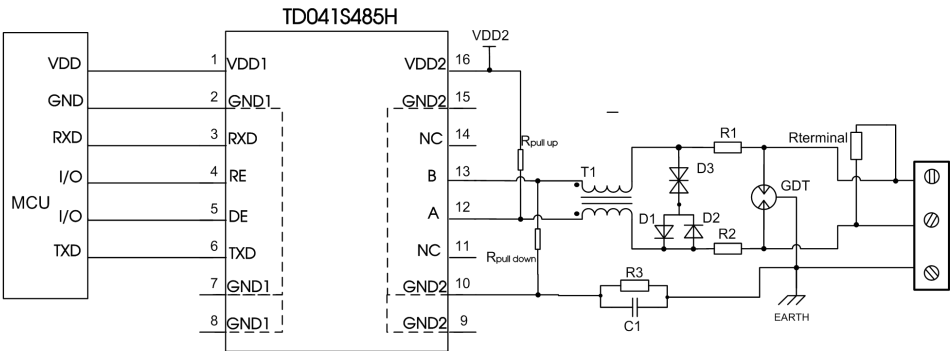 TD041S485H
VDD2
MCU
VDD
GND
RXD
I/O
I/O
TXD
1
2
3
4
5
6
7
8
VDD1
GND1
RXD
RE
DE
TXD
GND1
GND1
VDD2
GND2
NC
B
A
NC
GND2
GND2
16
15
14
13
12
11
10
9
Rpull up
Rpull down
T1
D3
D1
D2
R1
R2
GDT
Rterminal
R3
C1
EARTH